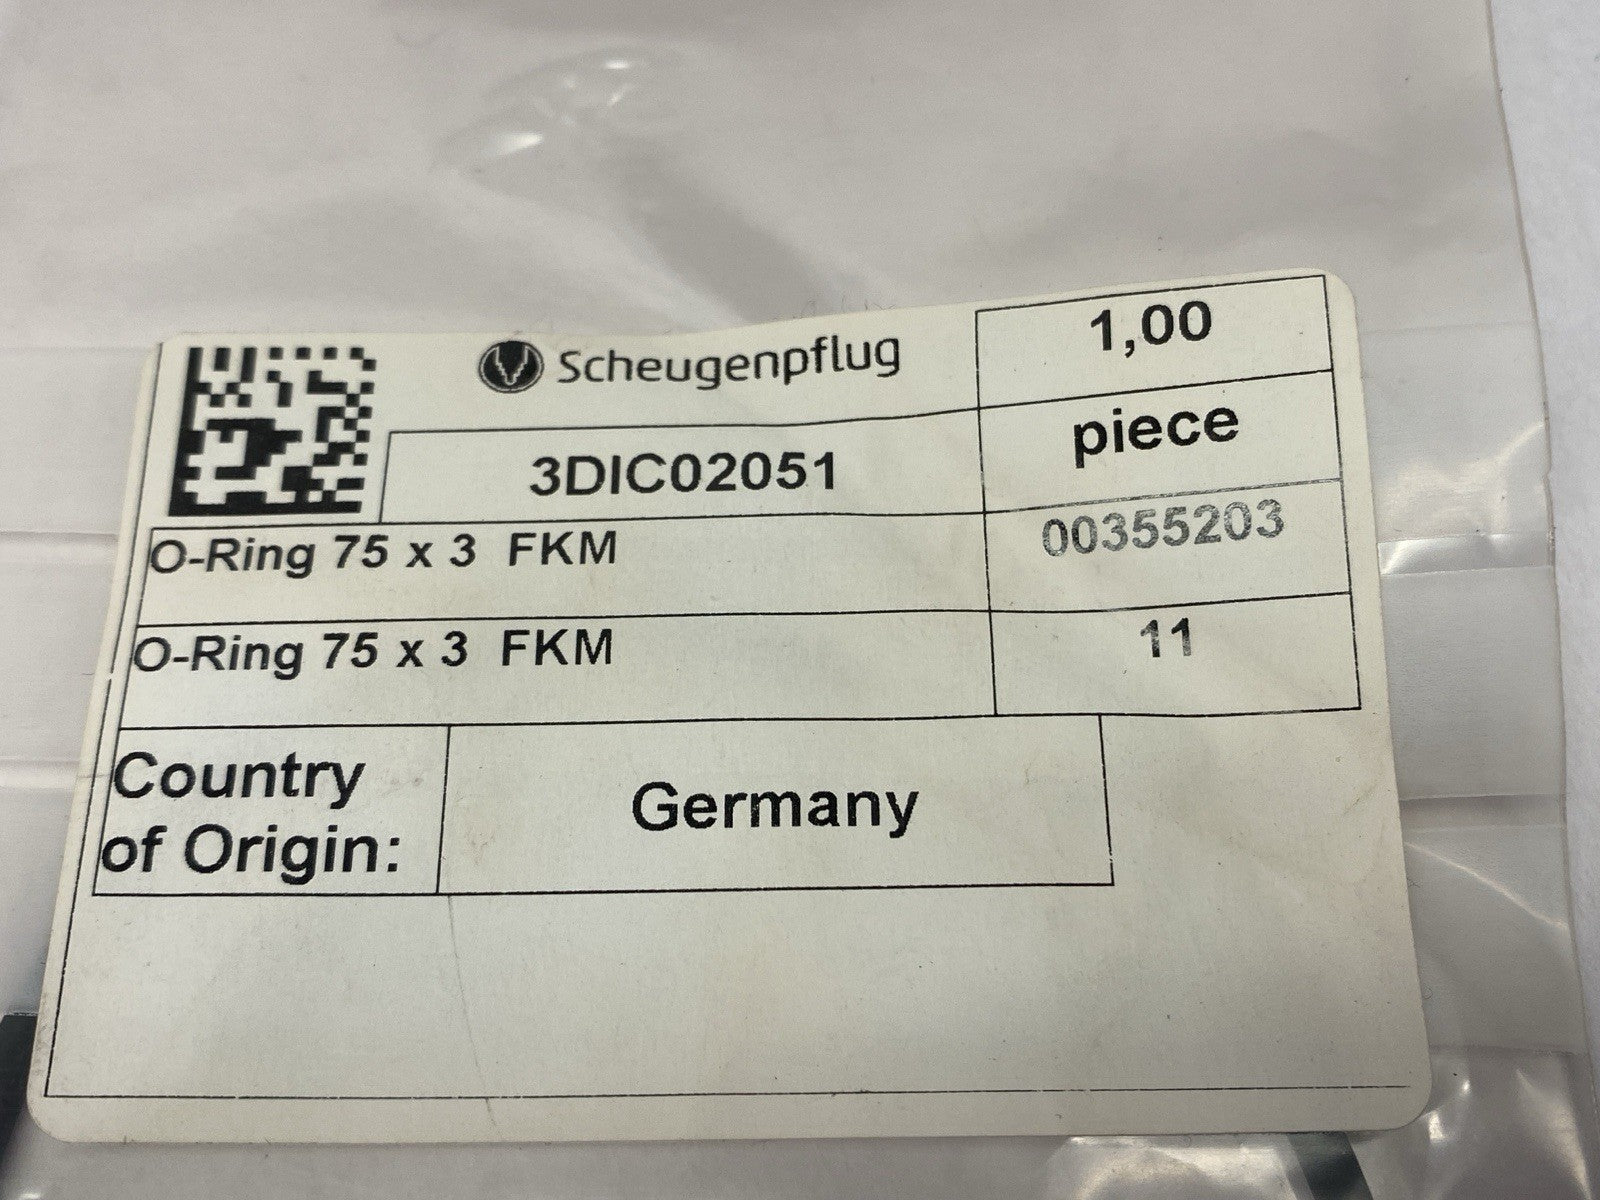 Scheugenpflug
1,00
3DIC02051
piece
O-Ring 75 x 3 FKM
00355203
O-Ring 75 x 3 FKM
11
Country
of Origin:
Germany